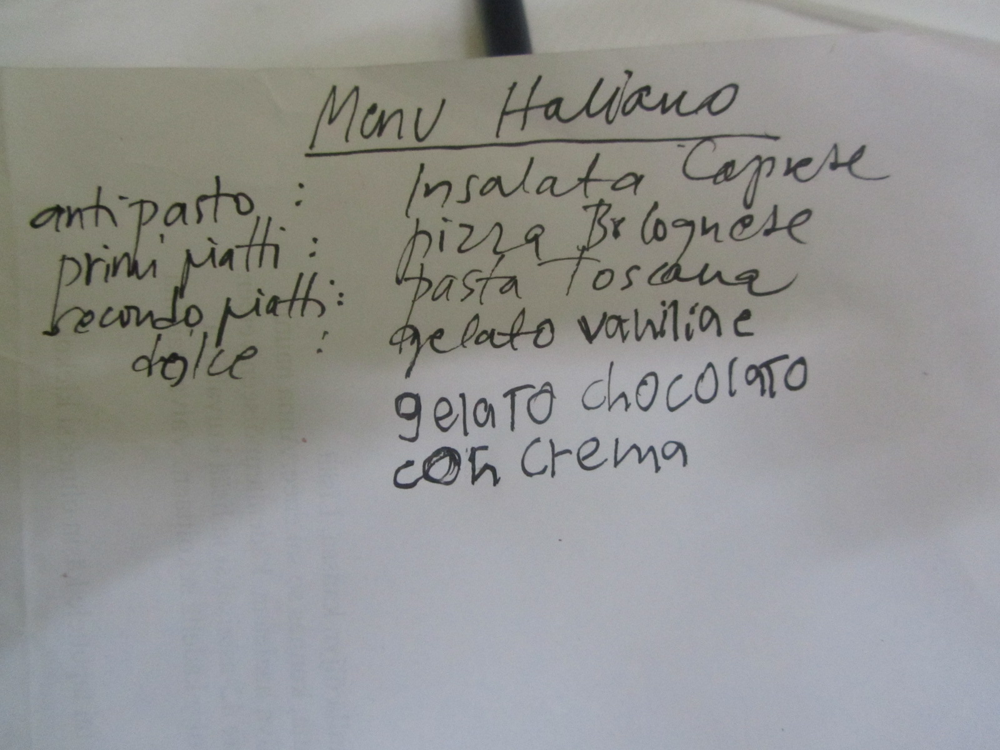 Menu Italiano
antipasto : Insalata Caprese
primi piatti : pizza Bolognese
secondo piatti : pasta Toscana
dolce : gelato vaniliae
gelato chocolato
con crema